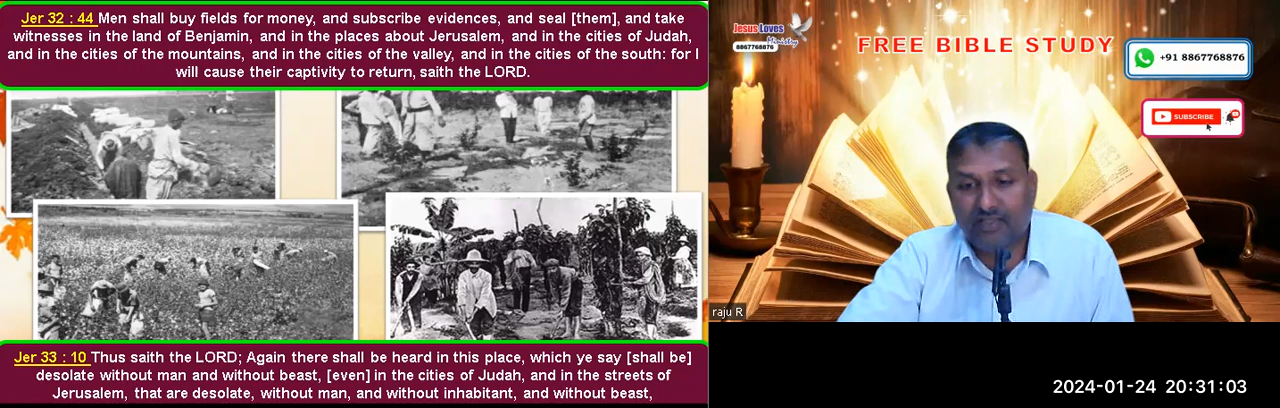 Jer 32 : 44 Men shall buy fields for money, and subscribe evidences, and seal [them], and take
witnesses in the land of Benjamin, and in the places about Jerusalem, and in the cities of Judah,
and in the cities of the mountains, and in the cities of the valley, and in the cities of the south: for I
will cause their captivity to return, saith the LORD.
Jer 33 : 10 Thus saith the LORD; Again there shall be heard in this place, which ye say [shall be]
desolate without man and without beast, [even] in the cities of Judah, and in the streets of
Jerusalem, that are desolate, without man, and without inhabitant, and without beast,
Jesus Loves
Ministry
8867768876
FREE BIBLE STUDY
+91 8867768876
SUBSCRIBE
raju R
2024-01-24 20:31:03